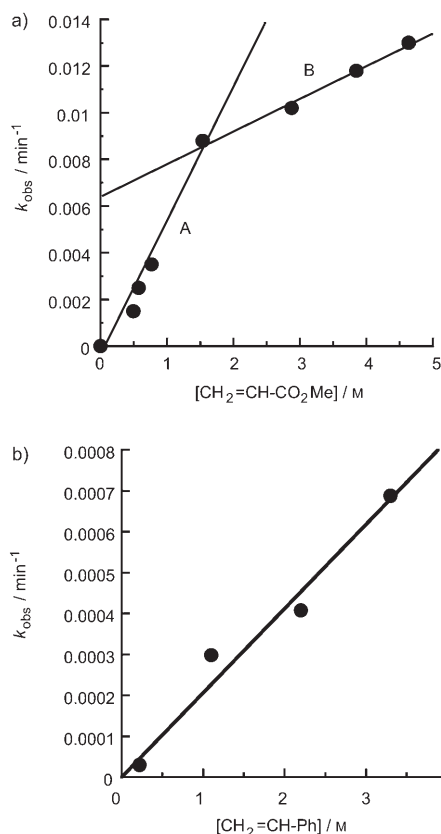 a)
0.014
0.012
0.01
0.008
0.006
0.004
0.002
0
k obs / min⁻¹
B
A
0 1 2 3 4 5
[CH₂=CH-CO₂Me] / M
b)
0.0008
0.0007
0.0006
0.0005
0.0004
0.0003
0.0002
0.0001
0
k obs / min⁻¹
0 1 2 3
[CH₂=CH-Ph] / M